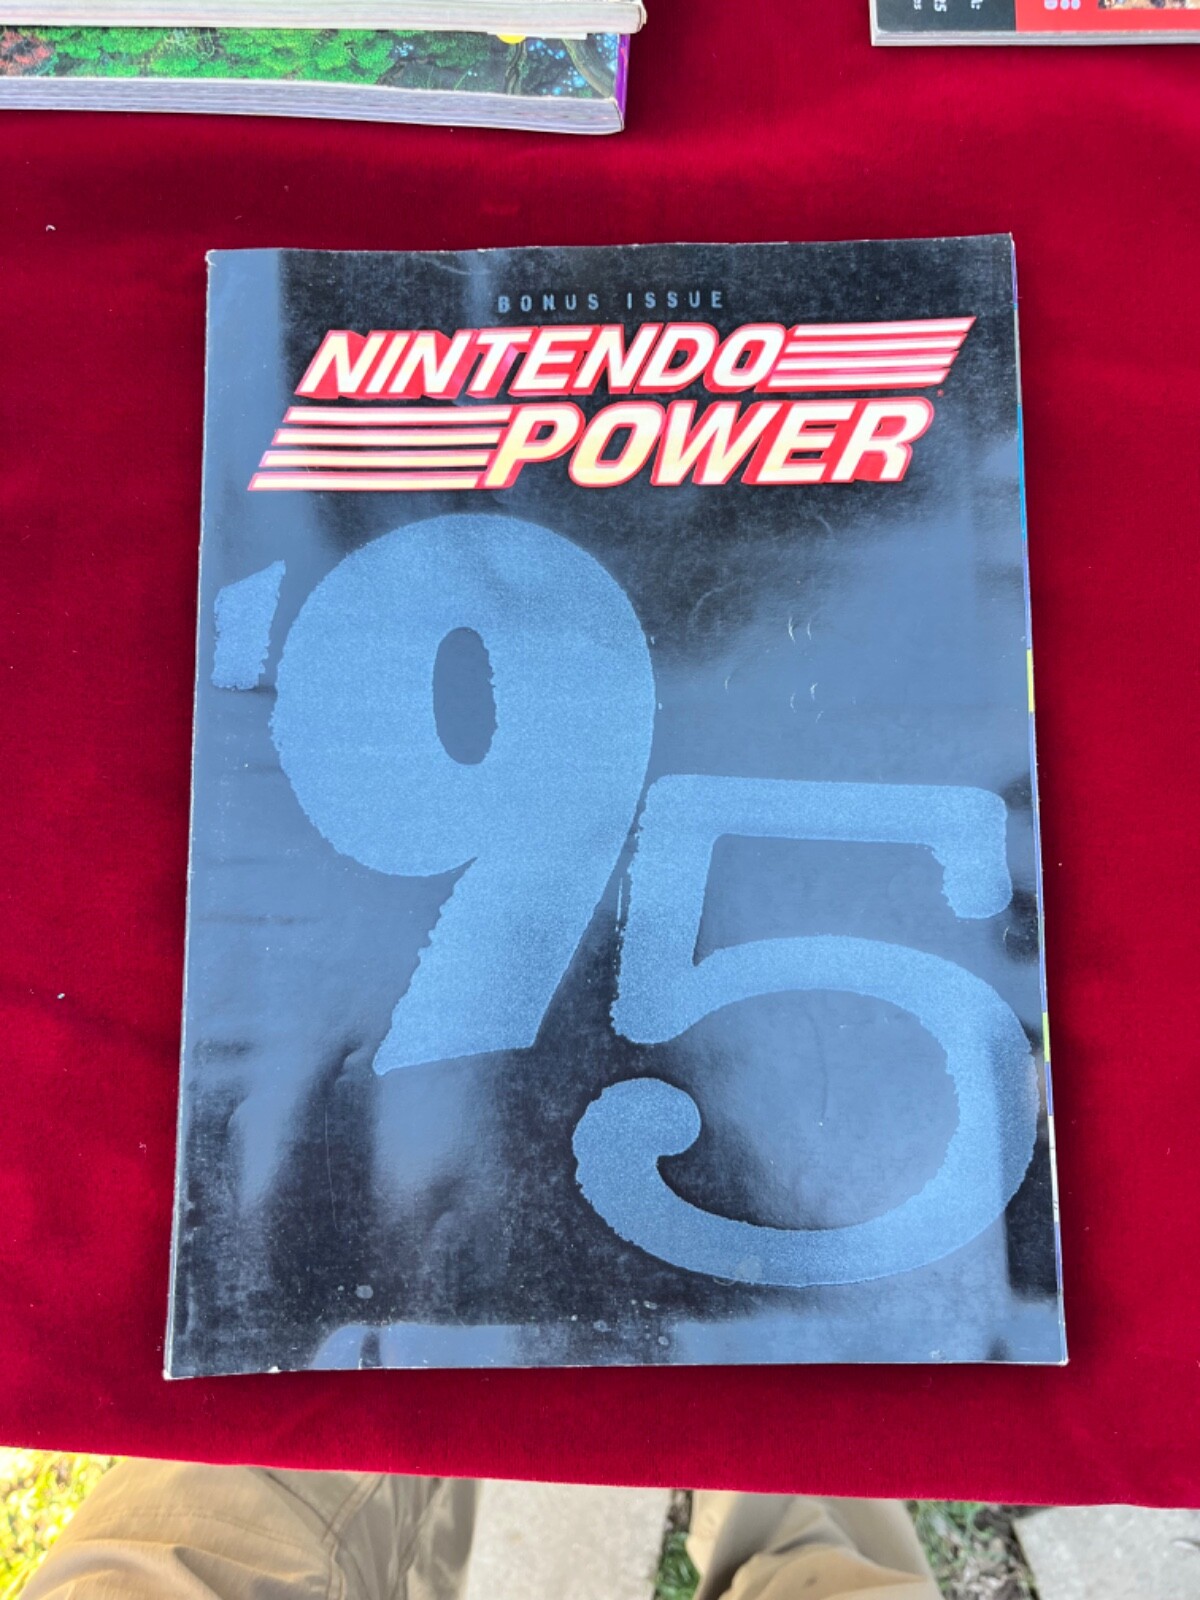 BONUS ISSUE
NINTENDO
POWER
'95